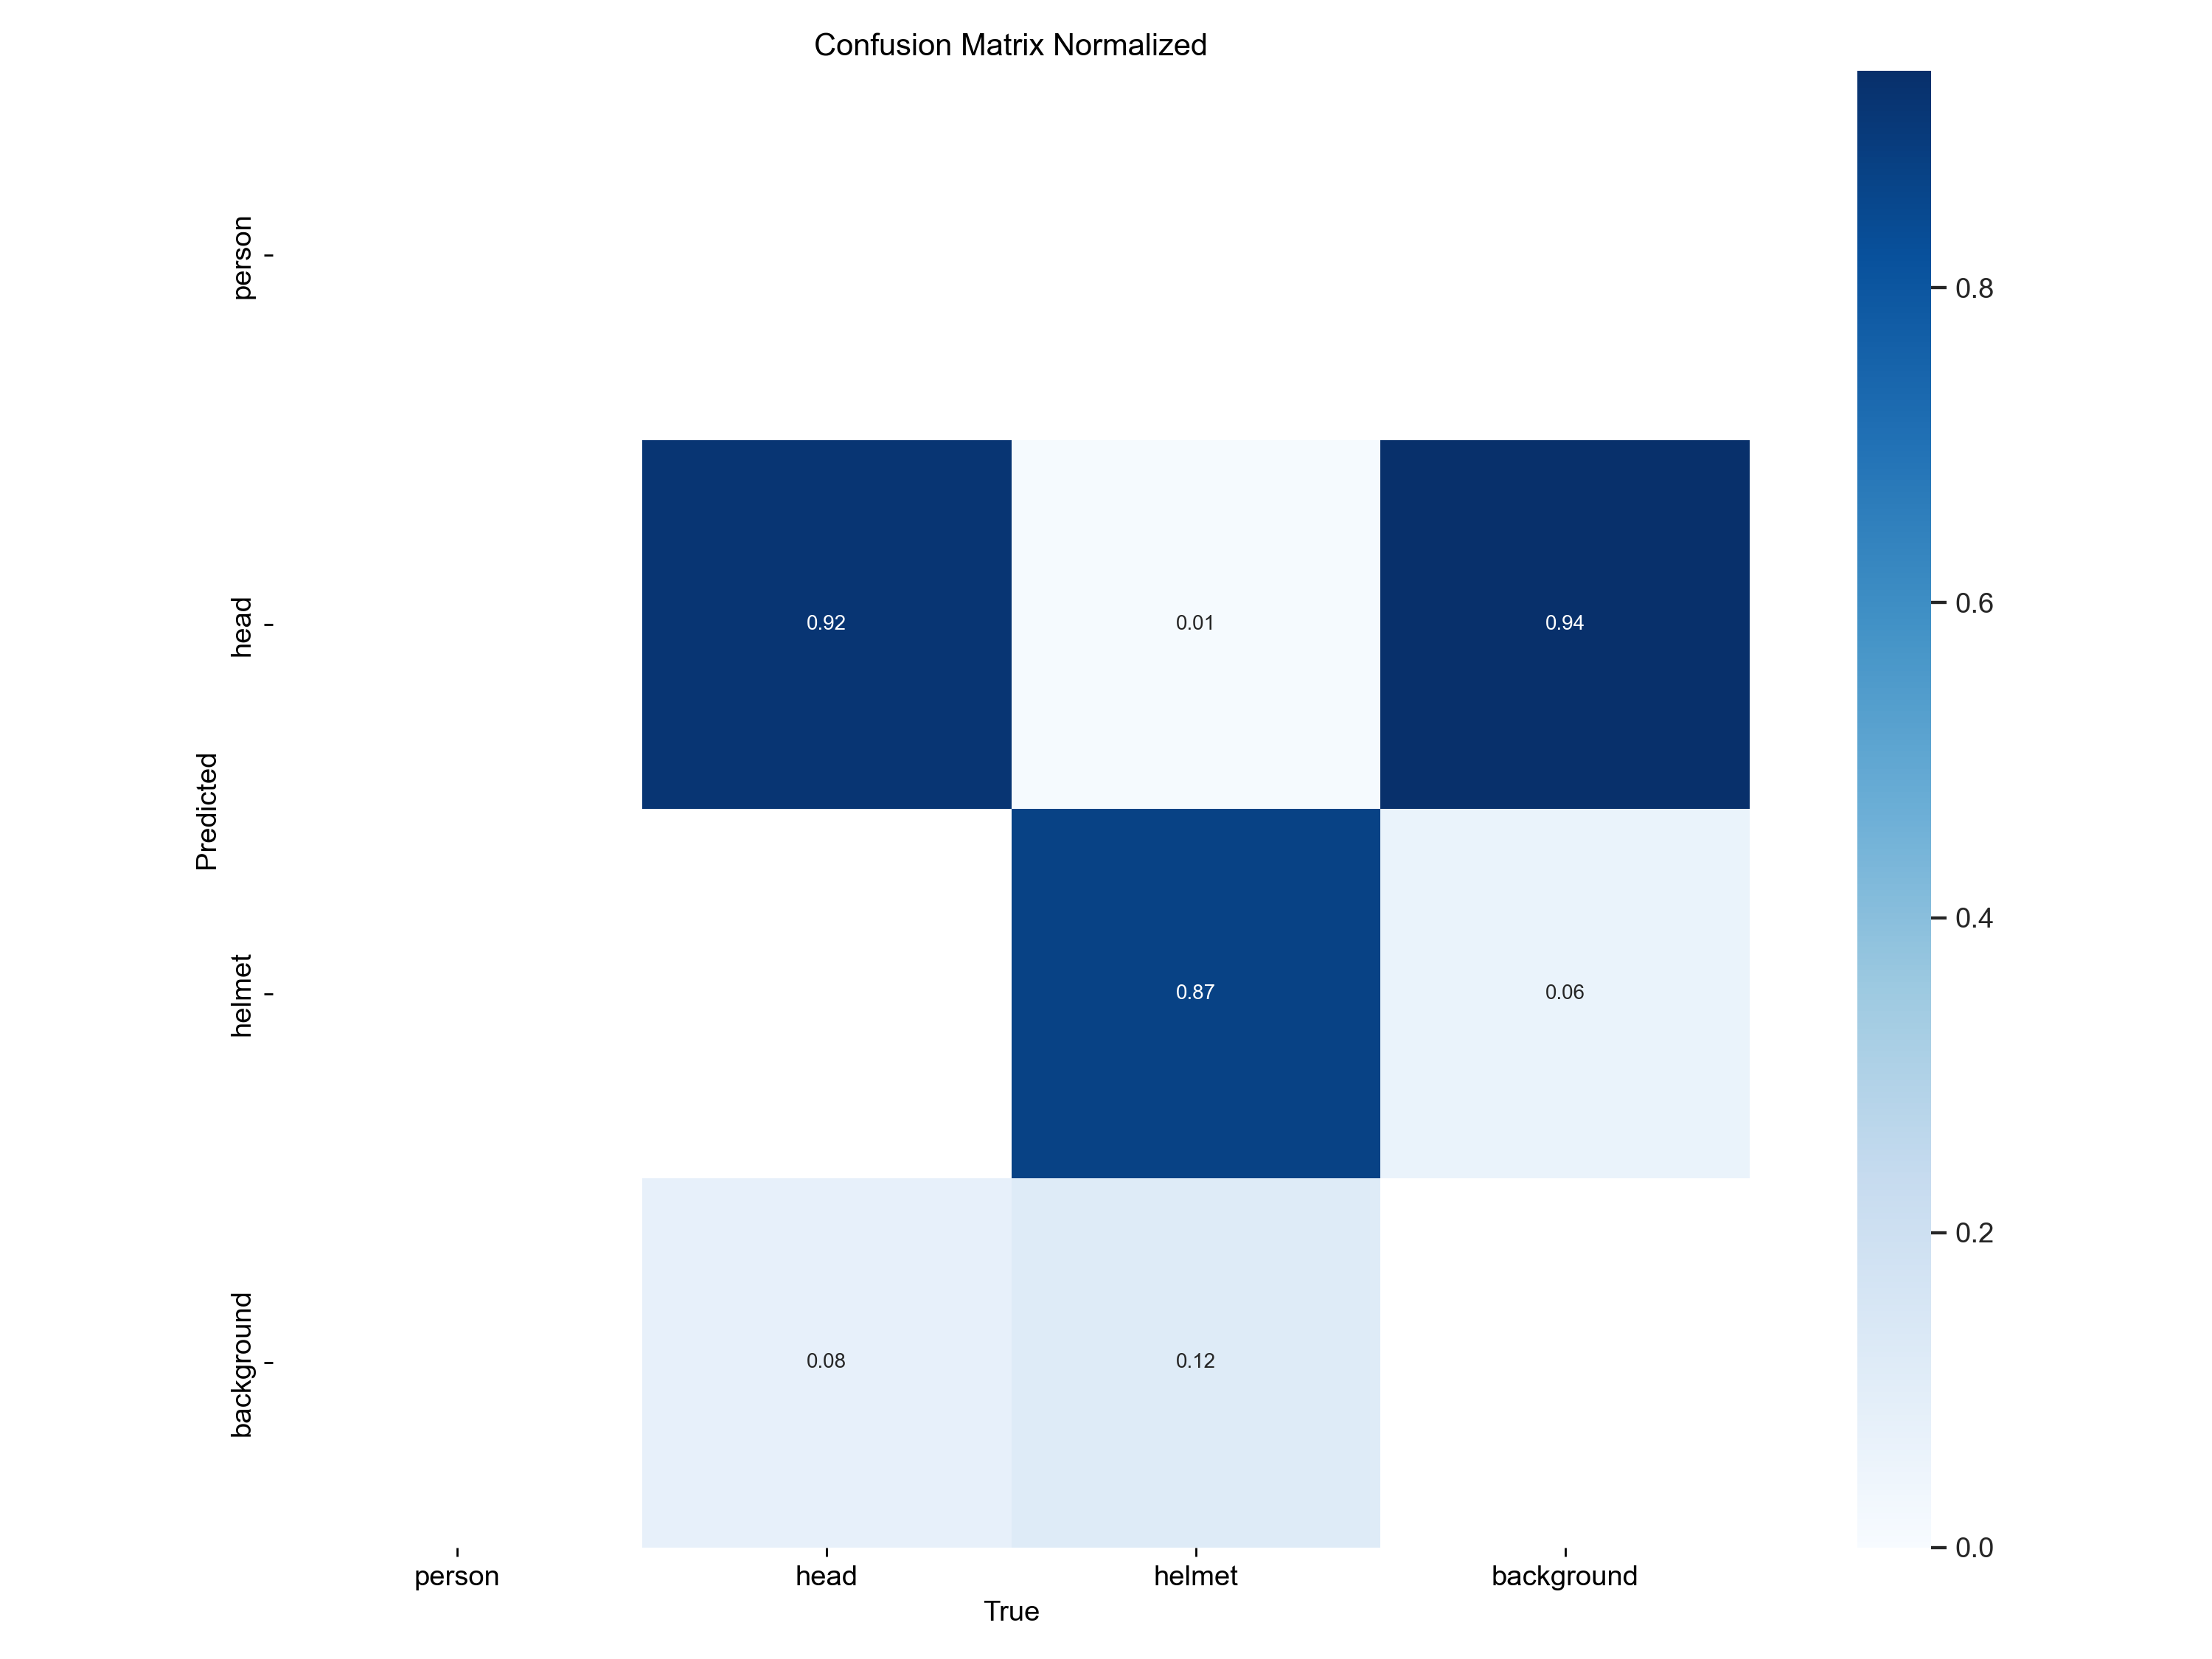 Confusion Matrix Normalized
person
head
helmet
background
Predicted
0.92
0.01
0.94
0.87
0.06
0.08
0.12
person
head
helmet
background
True
0.8
0.6
0.4
0.2
0.0